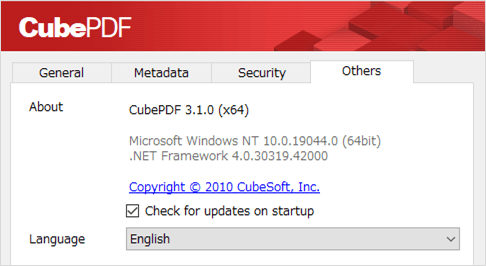 CubePDF
General Metadata Security Others
About CubePDF 3.1.0 (x64)
Microsoft Windows NT 10.0.19044.0 (64bit)
.NET Framework 4.0.30319.42000
Copyright © 2010 CubeSoft, Inc.
Check for updates on startup
Language English